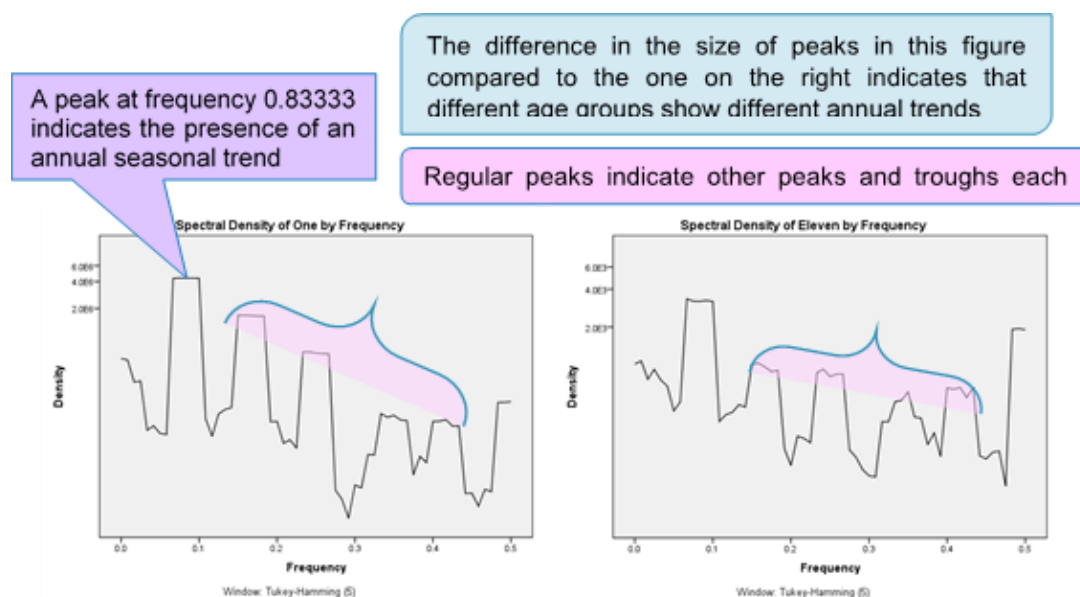 The difference in the size of peaks in this figure
compared to the one on the right indicates that
different age groups show different annual trends
A peak at frequency 0.83333
indicates the presence of an
annual seasonal trend
Regular peaks indicate other peaks and troughs each
Spectral Density of One by Frequency
6.0E6
4.0E6
2.0E6
Density
0.0 0.1 0.2 0.3 0.4 0.5
Frequency
Window: Tukey-Hamming (5)
Spectral Density of Eleven by Frequency
6.0E3
4.0E3
2.0E3
Density
0.0 0.1 0.2 0.3 0.4 0.5
Frequency
Window: Tukey-Hamming (5)